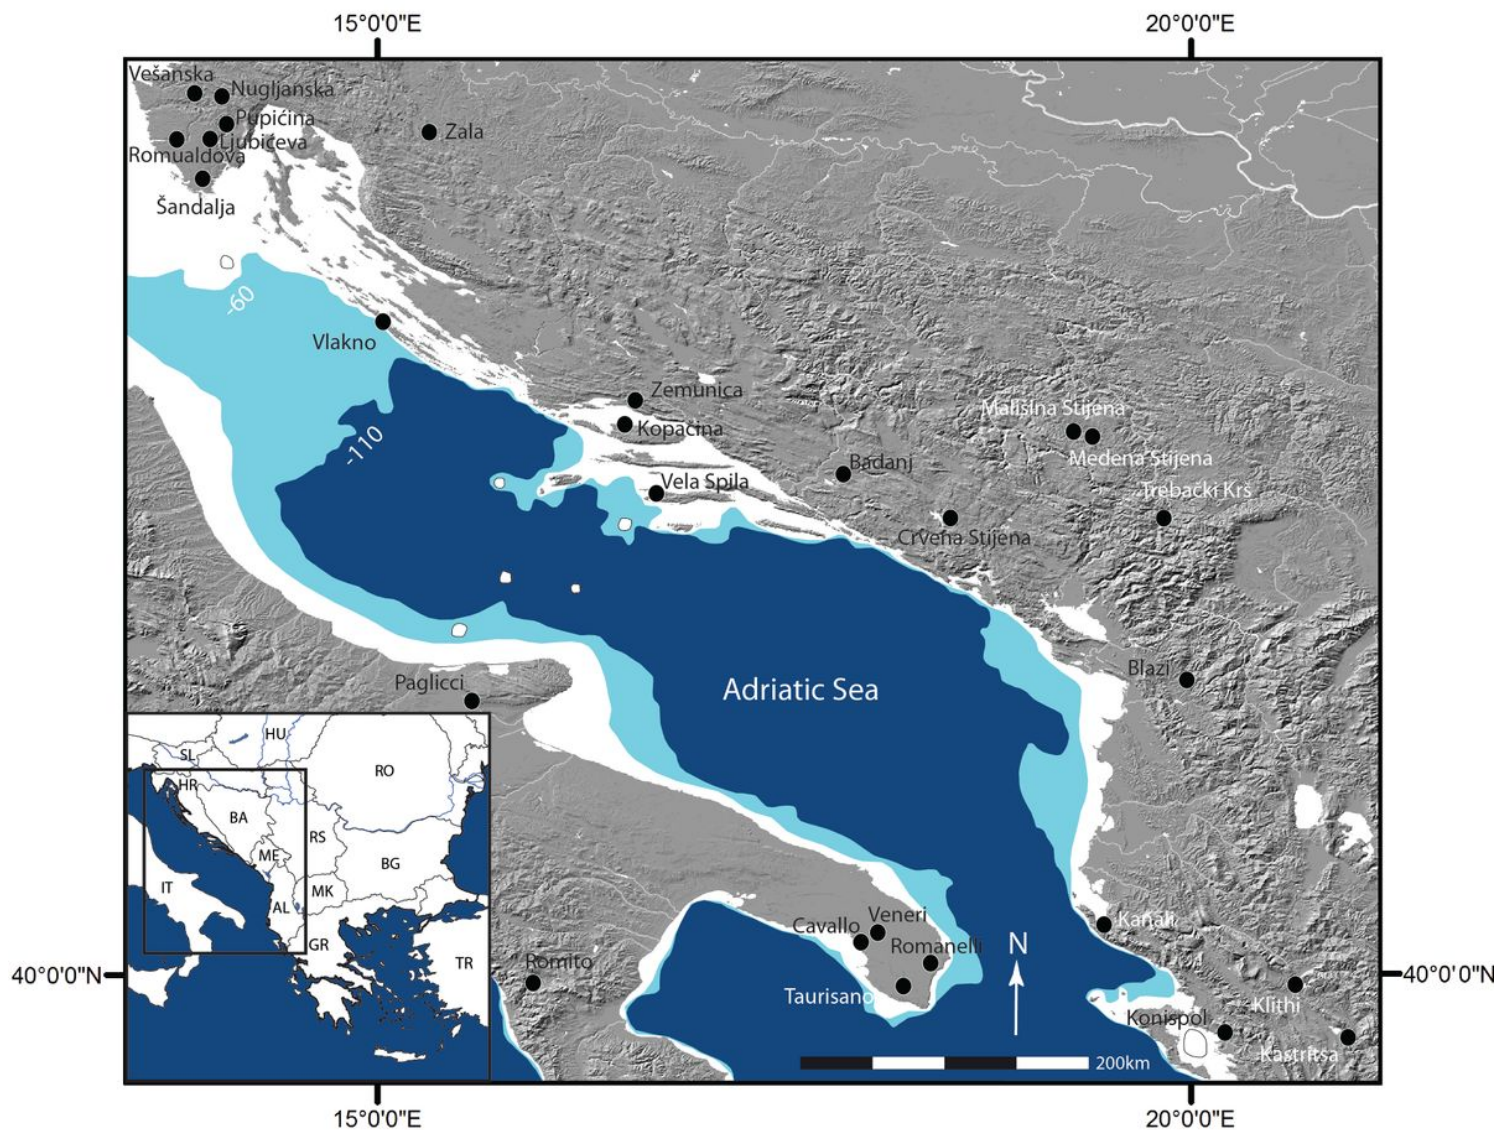 15°0'0"E
20°0'0"E
Vešanska
Nugljanska
Pupićina
Zala
Ljubićeva
Romualdova
Šandalja
-60
Vlakno
Zemunica
Mališina Stijena
Kopačina
-110
Medena Stijena
Badanj
Vela Spila
Trebački Krš
Crvena Stijena
Blazi
Paglicci
Adriatic Sea
HU
SL
RO
HR
BA
RS
ME
BG
IT
MK
AL
GR
TR
Veneri
Cavallo
Kanali
Romanelli
N
Romito
40°0'0"N
40°0'0"N
Taurisano
Klithi
Konispol
Kastritsa
200km
15°0'0"E
20°0'0"E